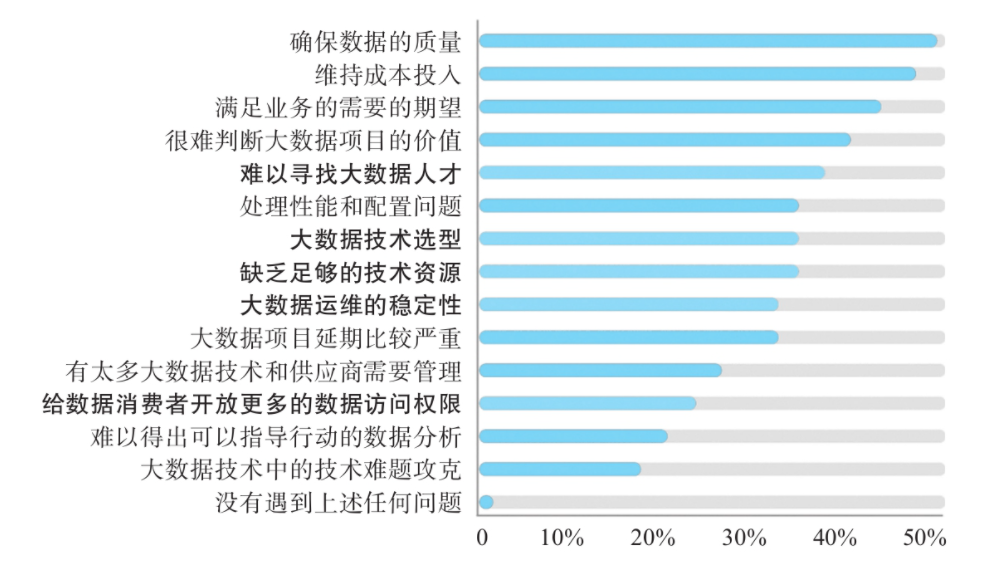 确保数据的质量
维持成本投入
满足业务的需要的期望
很难判断大数据项目的价值
难以寻找大数据人才
处理性能和配置问题
大数据技术选型
缺乏足够的技术资源
大数据运维的稳定性
大数据项目延期比较严重
有太多大数据技术和供应商需要管理
给数据消费者开放更多的数据访问权限
难以得出可以指导行动的数据分析
大数据技术中的技术难题攻克
没有遇到上述任何问题
0 10% 20% 30% 40% 50%